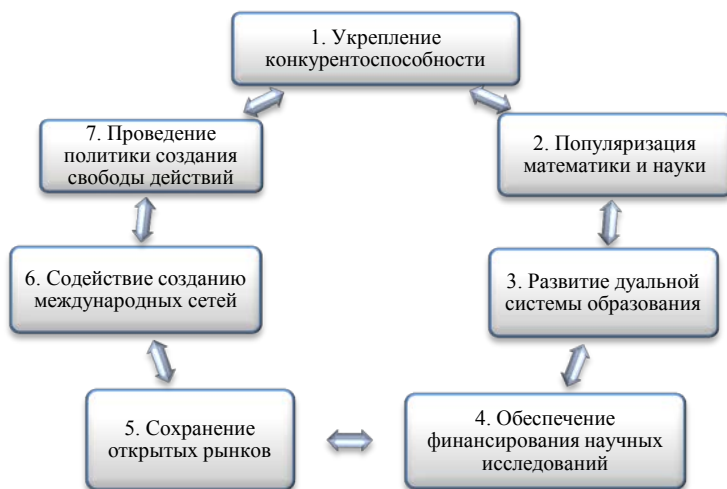 1. Укрепление
конкурентоспособности
2. Популяризация
математики и науки
3. Развитие дуальной
системы образования
4. Обеспечение
финансирования научных
исследований
5. Сохранение
открытых рынков
6. Содействие созданию
международных сетей
7. Проведение
политики создания
свободы действий